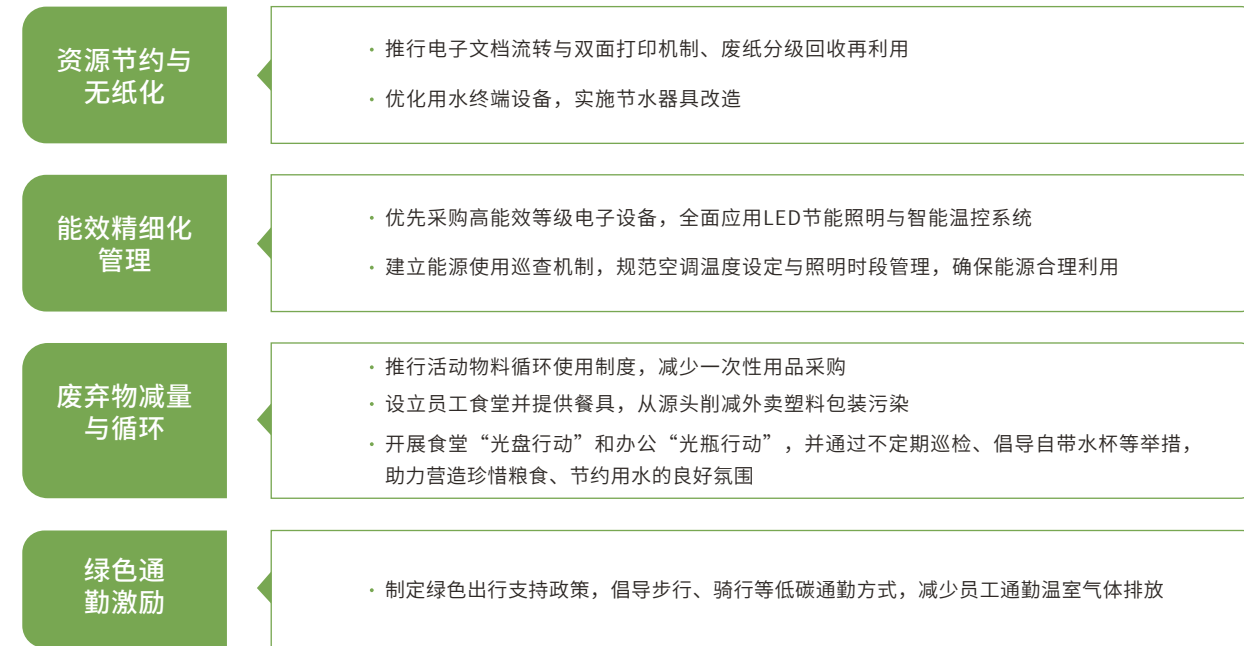 资源节约与
无纸化
· 推行电子文档流转与双面打印机制、废纸分级回收再利用
· 优化用水终端设备，实施节水器具改造
能效精细化
管理
· 优先采购高能效等级电子设备，全面应用LED节能照明与智能温控系统
· 建立能源使用巡查机制，规范空调温度设定与照明时段管理，确保能源合理利用
废弃物减量
与循环
· 推行活动物料循环使用制度，减少一次性用品采购
· 设立员工食堂并提供餐具，从源头削减外卖塑料包装污染
· 开展食堂“光盘行动”和办公“光瓶行动”，并通过不定期巡检、倡导自带水杯等举措，
助力营造珍惜粮食、节约用水的良好氛围
绿色通
勤激励
· 制定绿色出行支持政策，倡导步行、骑行等低碳通勤方式，减少员工通勤温室气体排放